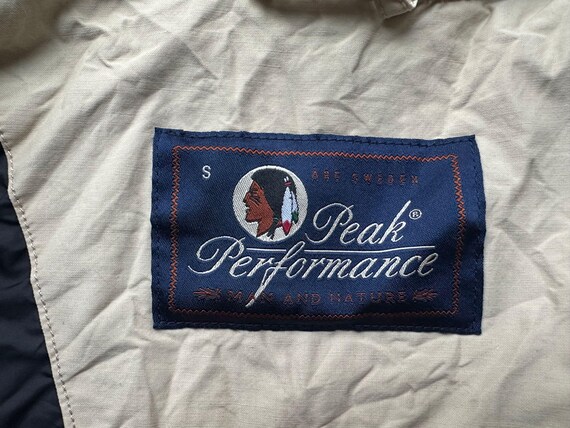 S
ÅRE SWEDEN
Peak®
Performance
MAN AND NATURE